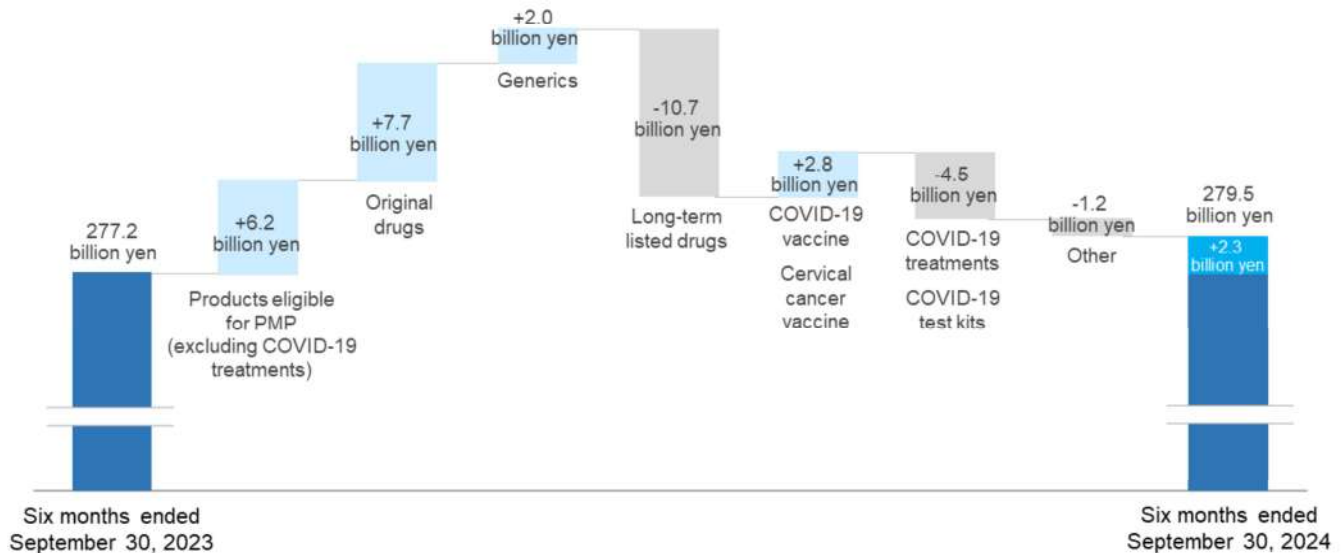 277.2
billion yen
+6.2
billion yen
Products eligible
for PMP
(excluding COVID-19
treatments)
+7.7
billion yen
Original
drugs
+2.0
billion yen
Generics
-10.7
billion yen
Long-term
listed drugs
+2.8
billion yen
COVID-19
vaccine
Cervical
cancer
vaccine
-4.5
billion yen
COVID-19
treatments
COVID-19
test kits
-1.2
billion yen
Other
279.5
billion yen
+2.3
billion yen
Six months ended
September 30, 2023
Six months ended
September 30, 2024